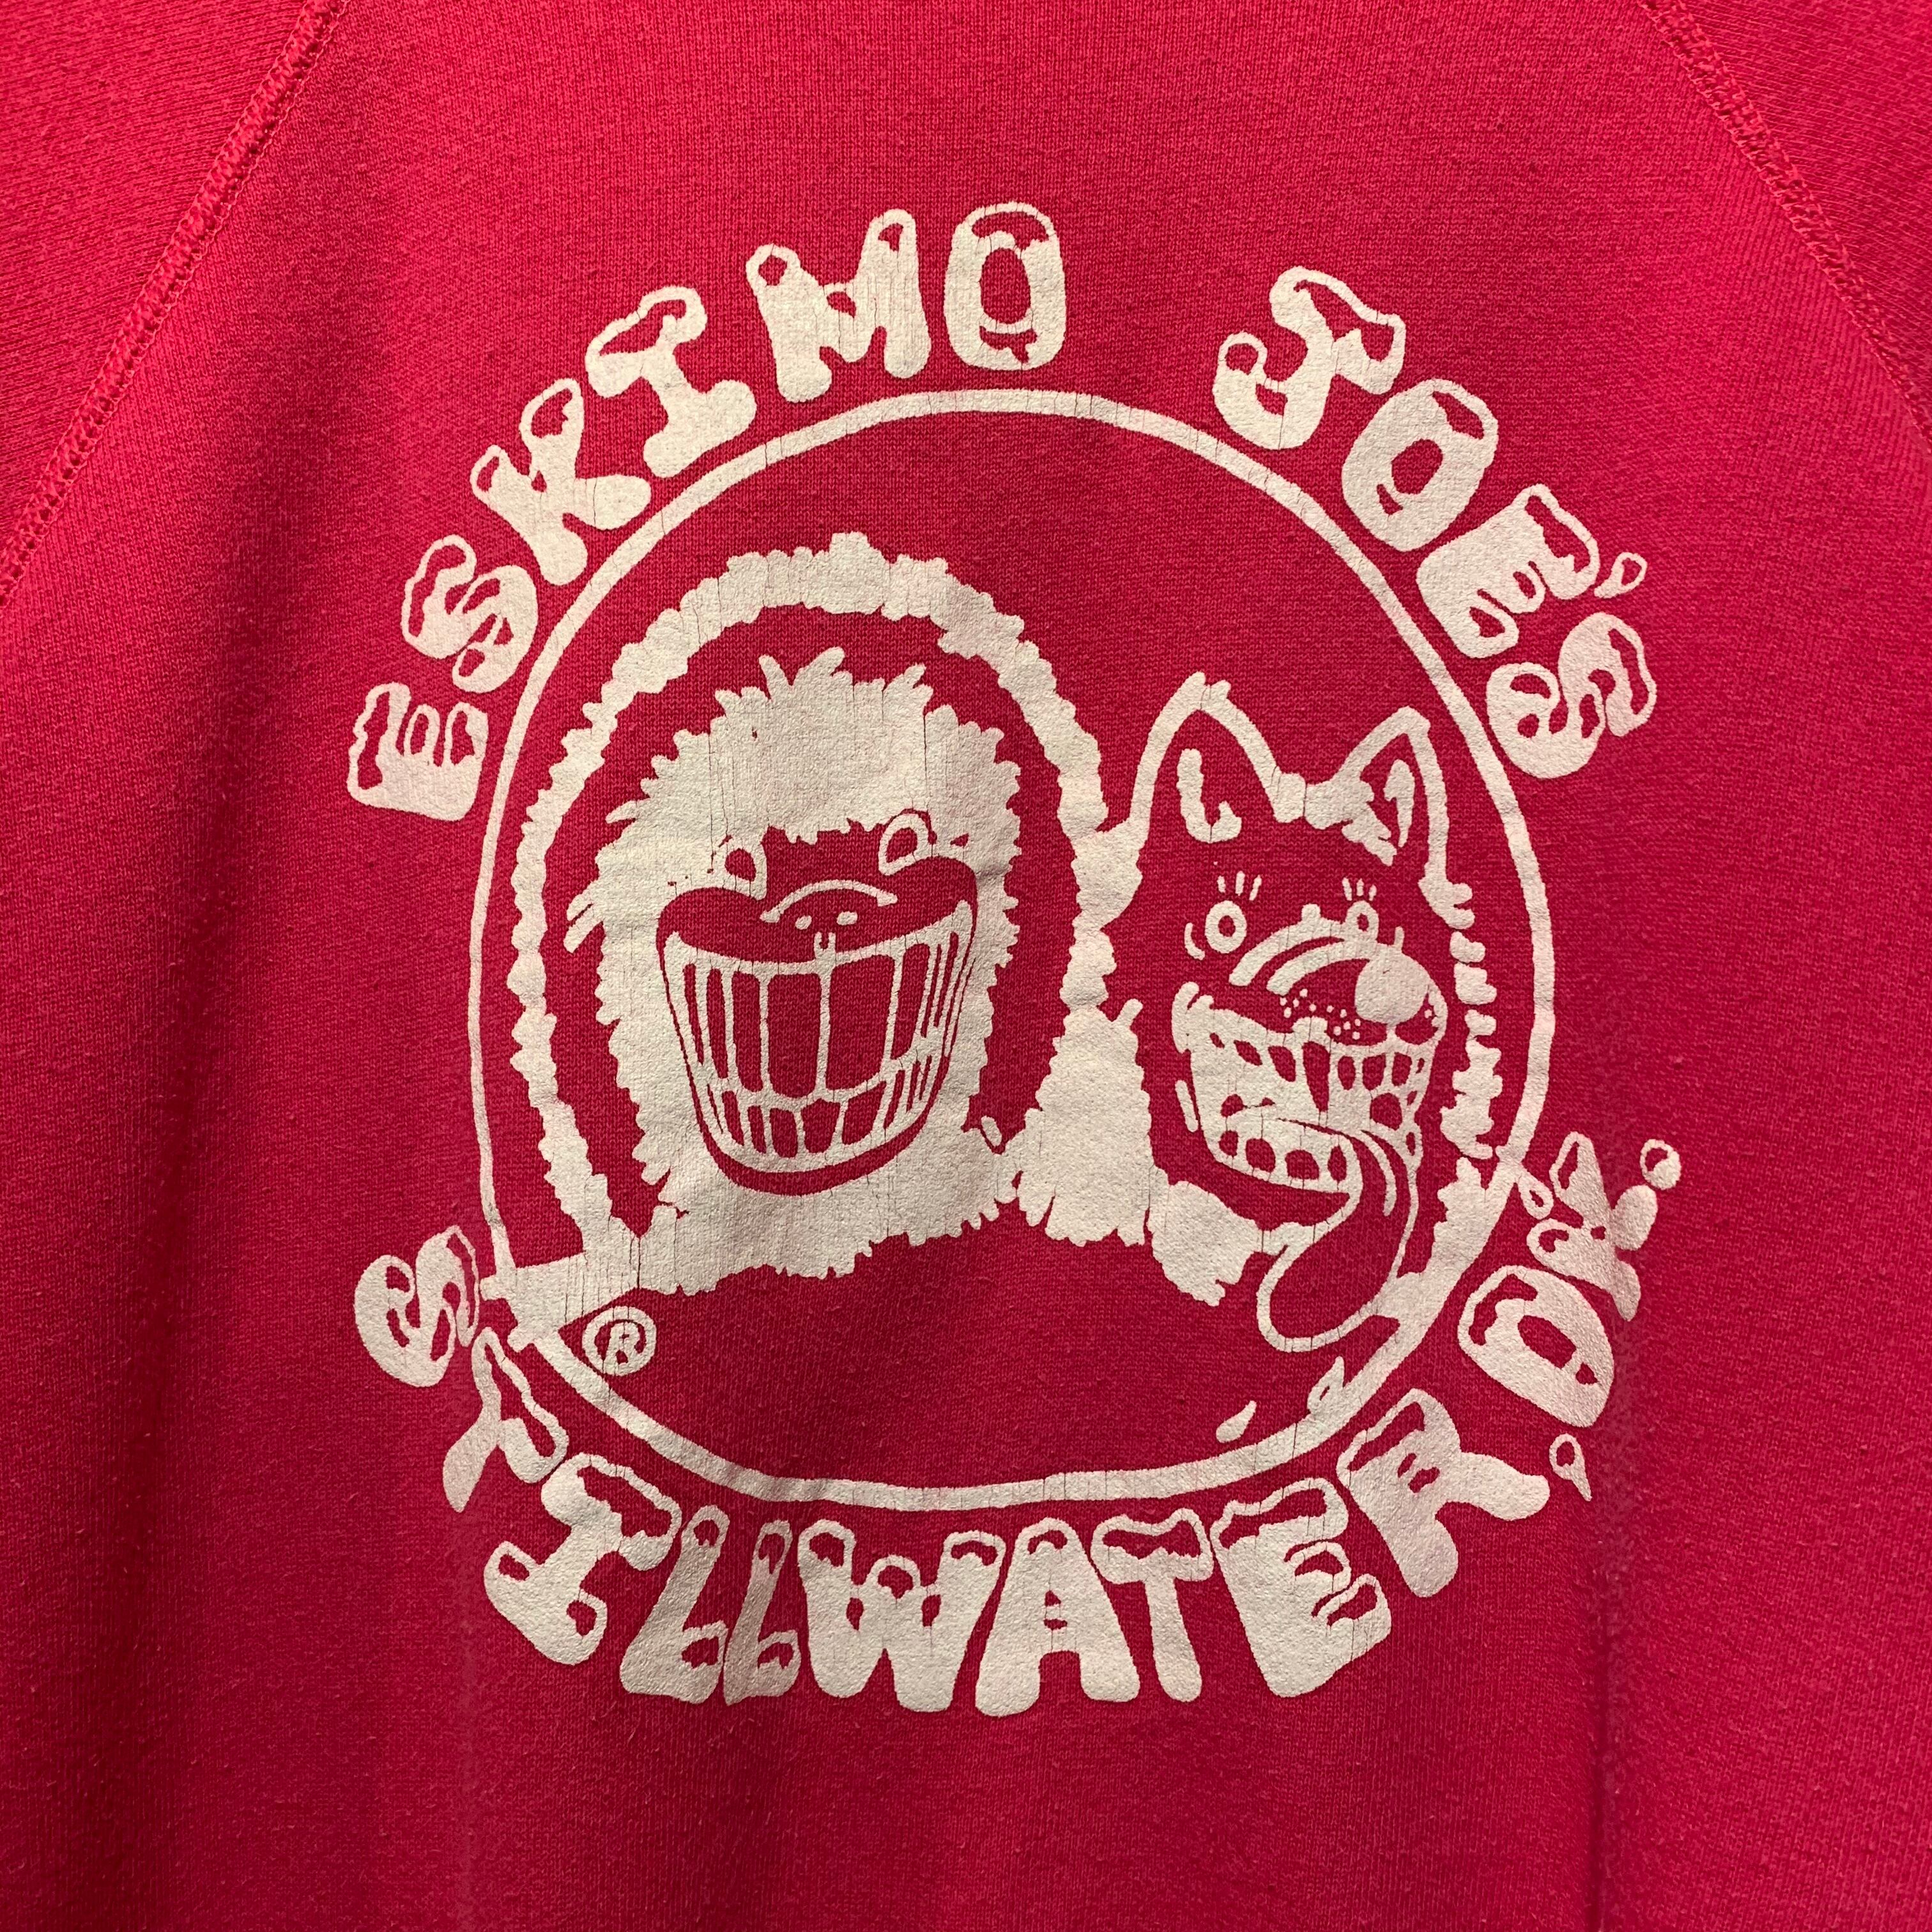 ESKIMO JOE'S
®
STILLWATER, OK.